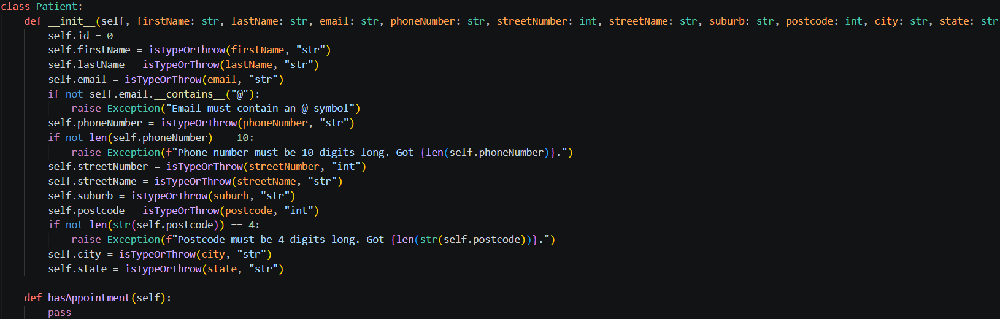 class Patient:
    def __init__(self, firstName: str, lastName: str, email: str, phoneNumber: str, streetNumber: int, streetName: str, suburb: str, postcode: int, city: str, state: str
        self.id = 0
        self.firstName = isTypeOrThrow(firstName, "str")
        self.lastName = isTypeOrThrow(lastName, "str")
        self.email = isTypeOrThrow(email, "str")
        if not self.email.__contains__("@"):
            raise Exception("Email must contain an @ symbol")
        self.phoneNumber = isTypeOrThrow(phoneNumber, "str")
        if not len(self.phoneNumber) == 10:
            raise Exception(f"Phone number must be 10 digits long. Got {len(self.phoneNumber)}.")
        self.streetNumber = isTypeOrThrow(streetNumber, "int")
        self.streetName = isTypeOrThrow(streetName, "str")
        self.suburb = isTypeOrThrow(suburb, "str")
        self.postcode = isTypeOrThrow(postcode, "int")
        if not len(str(self.postcode)) == 4:
            raise Exception(f"Postcode must be 4 digits long. Got {len(str(self.postcode))}.")
        self.city = isTypeOrThrow(city, "str")
        self.state = isTypeOrThrow(state, "str")
    def hasAppointment(self):
        pass